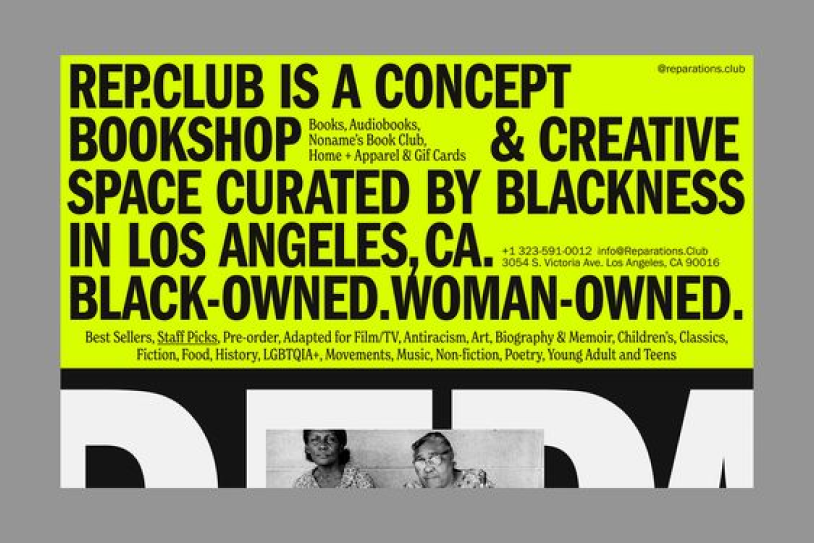 @reparations.club
REP.CLUB IS A CONCEPT
BOOKSHOP
Books, Audiobooks,
Noname's Book Club,
Home + Apparel & Gif Cards
& CREATIVE
SPACE CURATED BY BLACKNESS
IN LOS ANGELES, CA.
+1 323-591-0012 info@Reparations.Club
3054 S. Victoria Ave. Los Angeles, CA 90016
BLACK-OWNED.WOMAN-OWNED.
Best Sellers, Staff Picks, Pre-order, Adapted for Film/TV, Antiracism, Art, Biography & Memoir, Children's, Classics,
Fiction, Food, History, LGBTQIA+, Movements, Music, Non-fiction, Poetry, Young Adult and Teens